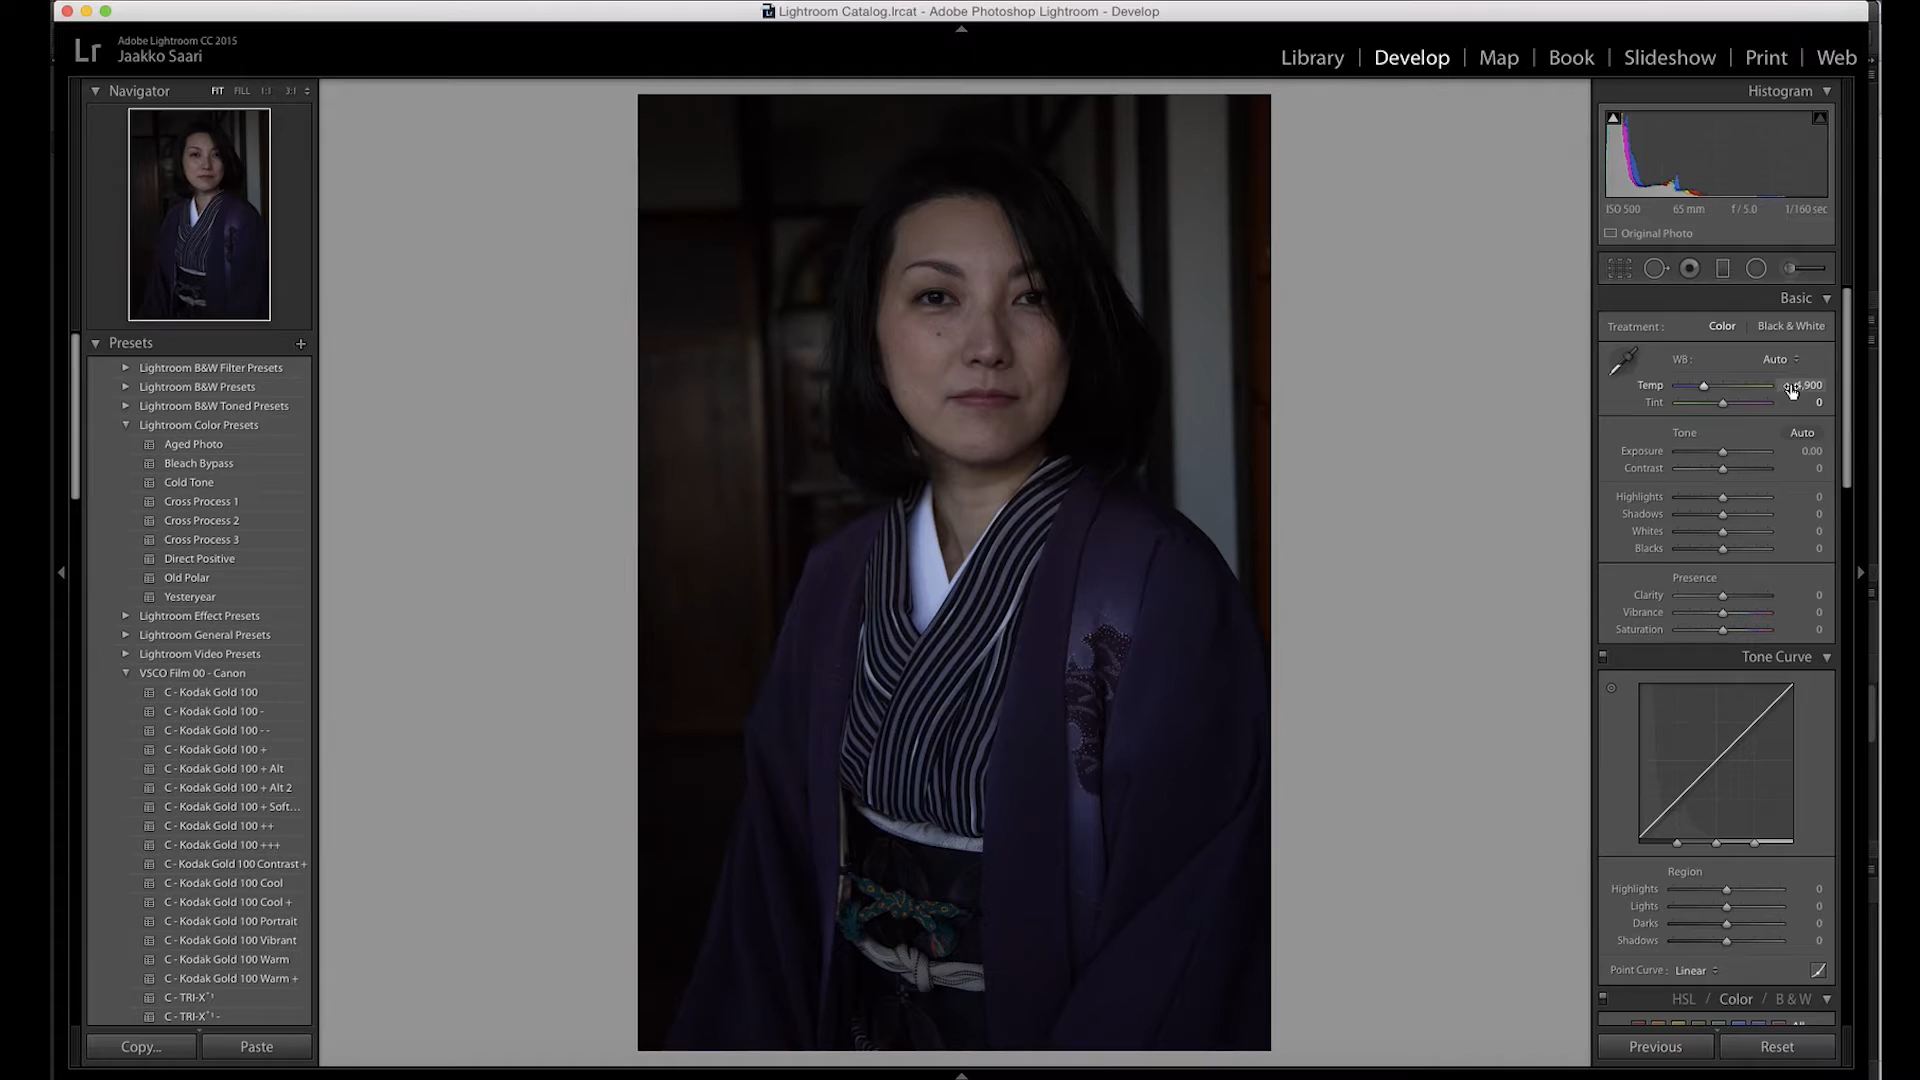 Lightroom Catalog.lrcat - Adobe Photoshop Lightroom - Develop
Lr
Adobe Lightroom CC 2015
Jaakko Saari
Library | Develop | Map | Book | Slideshow | Print | Web
Navigator FIT FILL 1:1 3:1
Presets +
Lightroom B&W Filter Presets
Lightroom B&W Presets
Lightroom B&W Toned Presets
Lightroom Color Presets
Aged Photo
Bleach Bypass
Cold Tone
Cross Process 1
Cross Process 2
Cross Process 3
Direct Positive
Old Polar
Yesteryear
Lightroom Effect Presets
Lightroom General Presets
Lightroom Video Presets
VSCO Film 00 - Canon
C - Kodak Gold 100
C - Kodak Gold 100 -
C - Kodak Gold 100 - -
C - Kodak Gold 100 +
C - Kodak Gold 100 + Alt
C - Kodak Gold 100 + Alt 2
C - Kodak Gold 100 + Soft...
C - Kodak Gold 100 ++
C - Kodak Gold 100 +++
C - Kodak Gold 100 Contrast +
C - Kodak Gold 100 Cool
C - Kodak Gold 100 Cool +
C - Kodak Gold 100 Portrait
C - Kodak Gold 100 Vibrant
C - Kodak Gold 100 Warm
C - Kodak Gold 100 Warm +
C - TRI-X
C - TRI-X -
Copy... Paste
Histogram
ISO 500 65 mm f / 5.0 1/160 sec
Original Photo
Basic
Treatment : Color | Black & White
WB : Auto
Temp
Tint 0
Tone Auto
Exposure 0.00
Contrast 0
Highlights 0
Shadows 0
Whites 0
Blacks 0
Presence
Clarity 0
Vibrance 0
Saturation 0
Tone Curve
Region
Highlights 0
Lights 0
Darks 0
Shadows 0
Point Curve : Linear
HSL / Color / B & W
Previous Reset